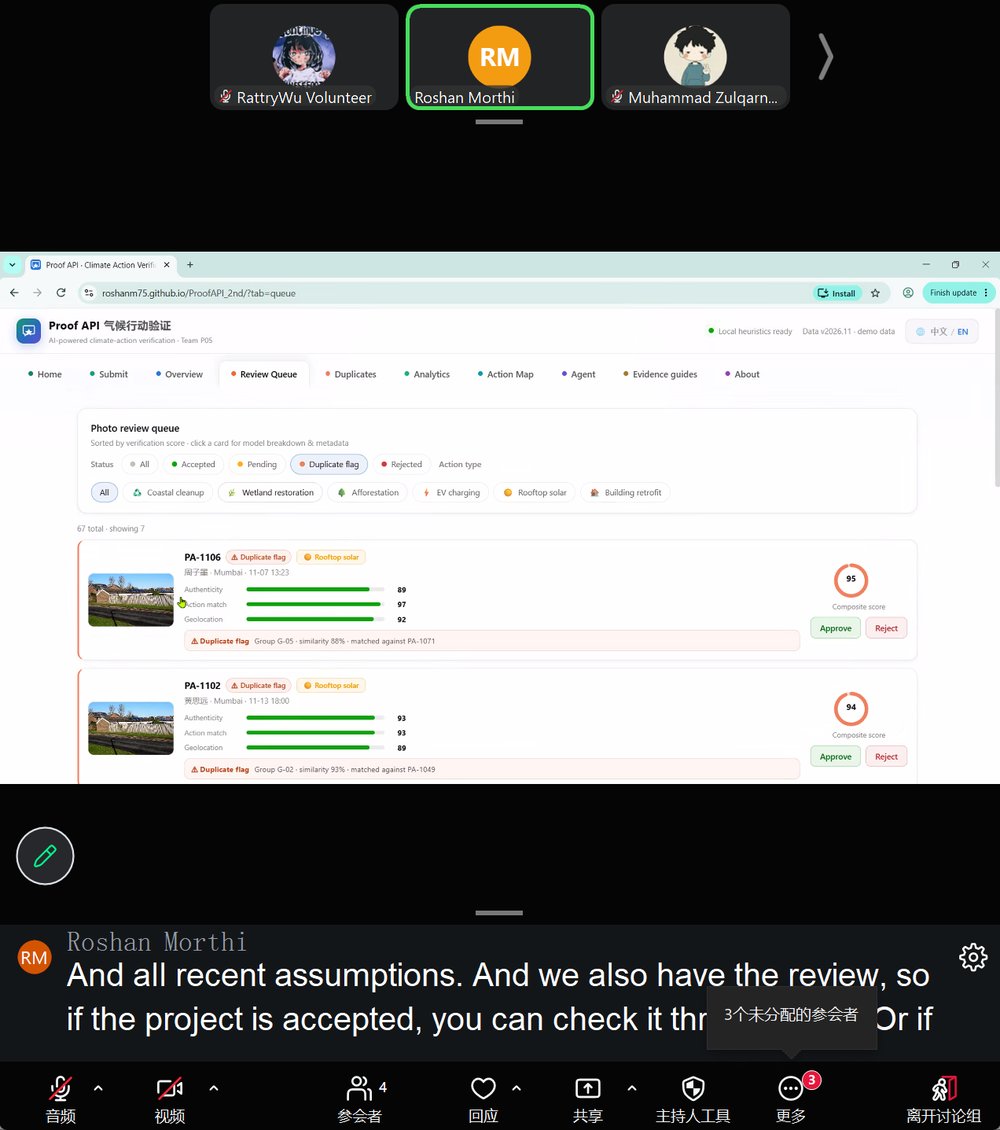 RM
RattryWu Volunteer
Roshan Morthi
Muhammad Zulqarn...
Proof API · Climate Action Verifi
roshanm75.github.io/ProofAPI_2nd/?tab=queue
Install
Finish update
Proof API 气候行动验证
AI-powered climate-action verification · Team P05
Local heuristics ready
Data v2026.11 · demo data
中文 / EN
Home
Submit
Overview
Review Queue
Duplicates
Analytics
Action Map
Agent
Evidence guides
About
Photo review queue
Sorted by verification score · click a card for model breakdown & metadata
Status
All
Accepted
Pending
Duplicate flag
Rejected
Action type
All
Coastal cleanup
Wetland restoration
Afforestation
EV charging
Rooftop solar
Building retrofit
67 total · showing 7
PA-1106
Duplicate flag
Rooftop solar
周子墨 · Mumbai · 11-07 13:23
Authenticity
89
Action match
97
Geolocation
92
Duplicate flag Group G-05 · similarity 88% · matched against PA-1071
95
Composite score
Approve
Reject
PA-1102
Duplicate flag
Rooftop solar
黄思远 · Mumbai · 11-13 18:00
Authenticity
93
Action match
93
Geolocation
89
Duplicate flag Group G-02 · similarity 93% · matched against PA-1049
94
Composite score
Approve
Reject
RM
Roshan Morthi
And all recent assumptions. And we also have the review, so
if the project is accepted, you can check it thr
Or if
3个未分配的参会者
音频
视频
4
参会者
回应
共享
主持人工具
3
更多
离开讨论组